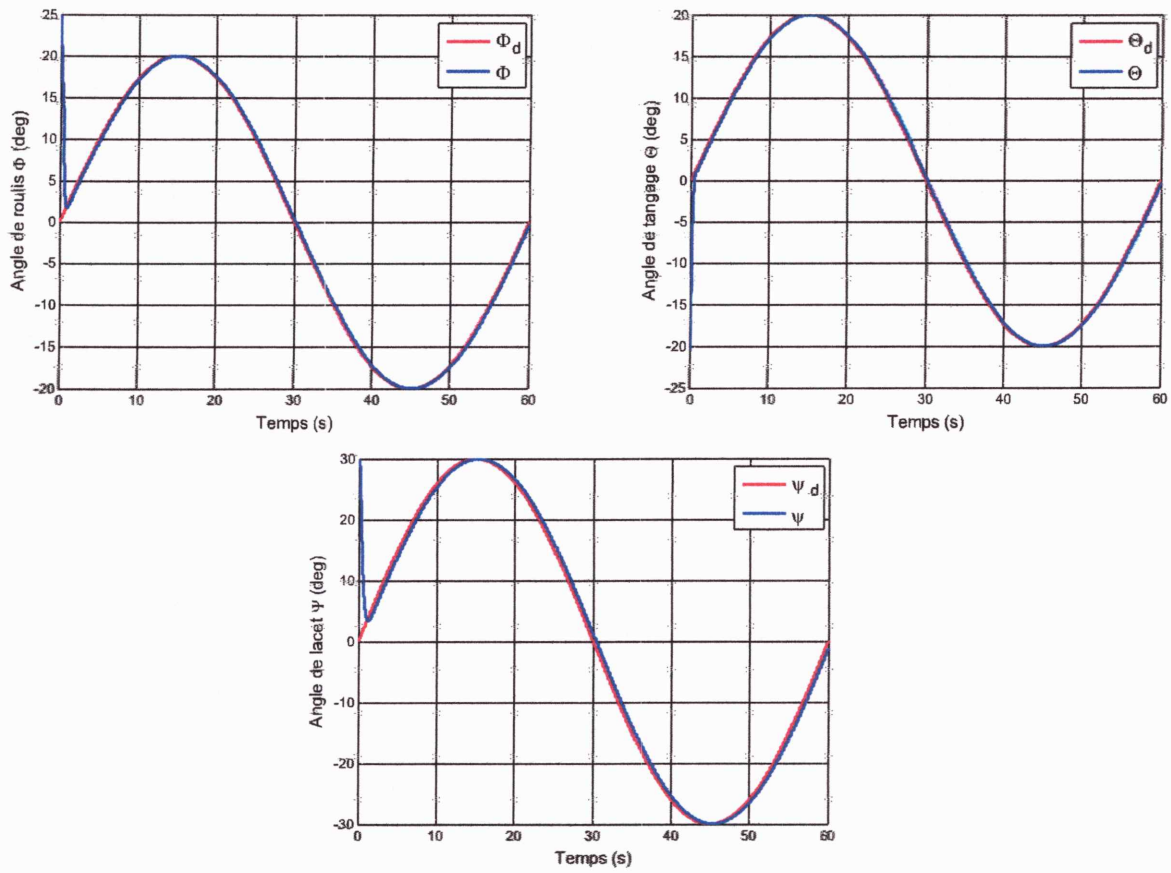 Angle de roulis Φ (deg)
25
20
15
10
5
0
-5
-10
-15
-20
0 10 20 30 40 50 60
Temps (s)
Φd
Φ
Angle de tangage Θ (deg)
20
15
10
5
0
-5
-10
-15
-20
-25
0 10 20 30 40 50 60
Temps (s)
Θd
Θ
Angle de lacet Ψ (deg)
30
20
10
0
-10
-20
-30
0 10 20 30 40 50 60
Temps (s)
Ψd
Ψ